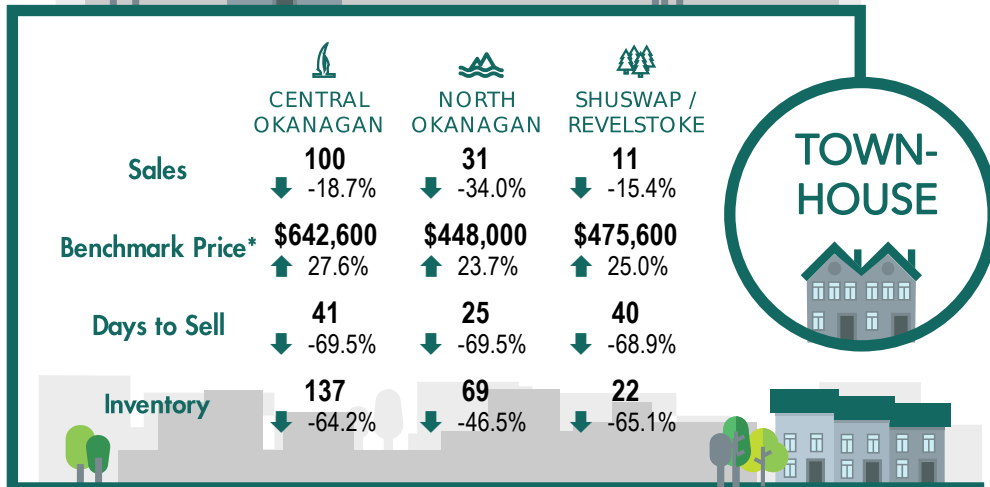 CENTRAL OKANAGAN
NORTH OKANAGAN
SHUSWAP / REVELSTOKE
TOWN-
HOUSE
Sales
100
31
11
-18.7%
-34.0%
-15.4%
Benchmark Price*
$642,600
$448,000
$475,600
27.6%
23.7%
25.0%
Days to Sell
41
25
40
-69.5%
-69.5%
-68.9%
Inventory
137
69
22
-64.2%
-46.5%
-65.1%